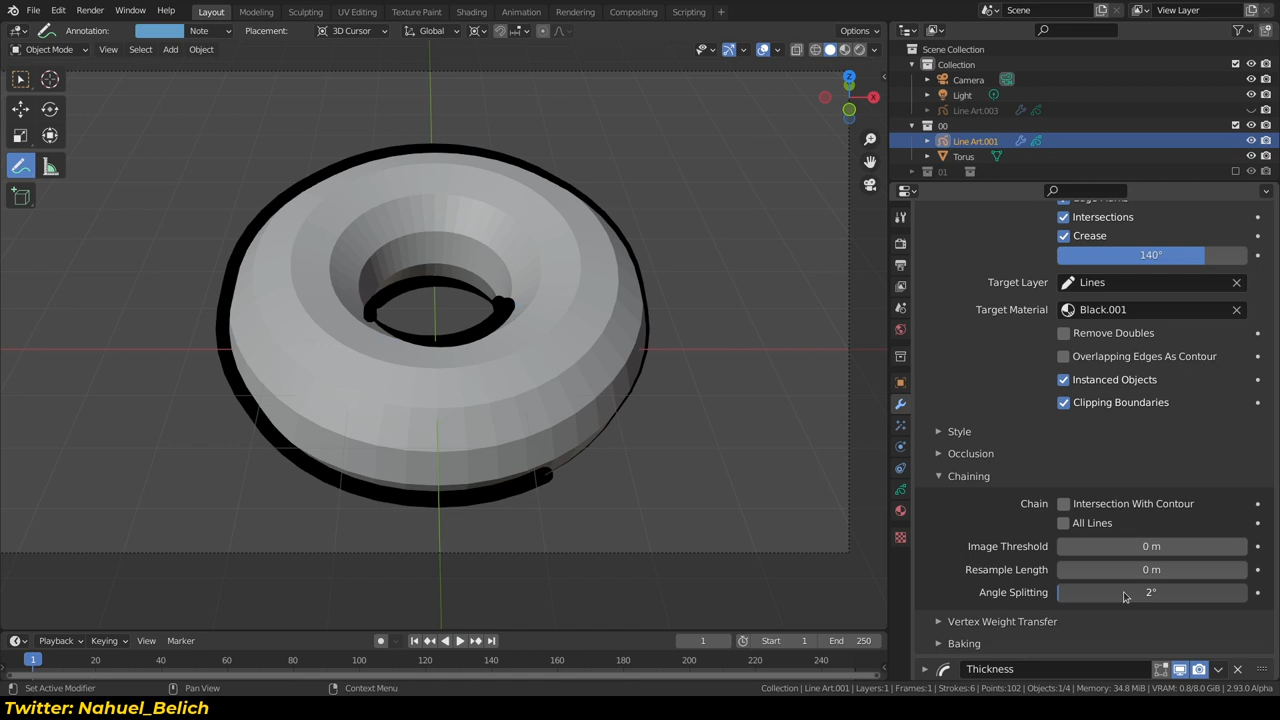 File Edit Render Window Help Layout Modeling Sculpting UV Editing Texture Paint Shading Animation Rendering Compositing Scripting Scene View Layer
Annotation: Note Placement: 3D Cursor Global Options
Object Mode View Select Add Object
Scene Collection
Collection
Camera
Light
Line Art.003
00
Line Art.001
Torus
01
Z
X
Intersections
Crease
140°
Target Layer Lines
Target Material Black.001
Remove Doubles
Overlapping Edges As Contour
Instanced Objects
Clipping Boundaries
Style
Occlusion
Chaining
Chain Intersection With Contour
All Lines
Image Threshold 0 m
Resample Length 0 m
Angle Splitting 2°
Vertex Weight Transfer
Baking
Thickness
Playback Keying View Marker 1 Start 1 End 250
1 20 40 60 80 100 120 140 160 180 200 220 240
Set Active Modifier Pan View Context Menu Collection | Line Art.001 | Layers:1 | Frames:1 | Strokes:6 | Points:102 | Objects:1/4 | Memory: 34.8 MiB | VRAM: 0.8/8.0 GiB | 2.93.0 Alpha
Twitter: Nahuel_Belich